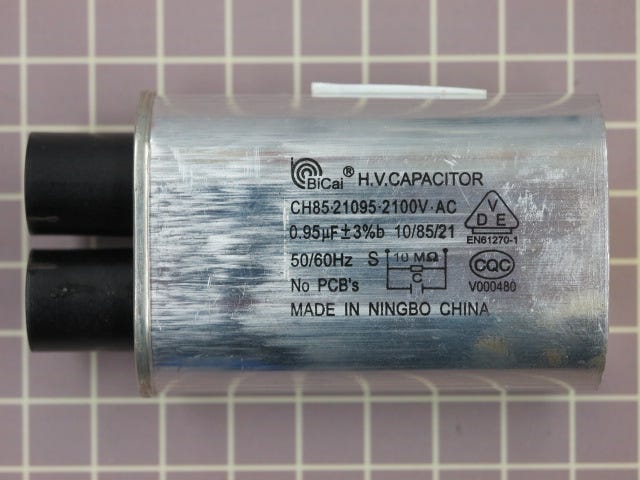 BiCai® H.V.CAPACITOR
CH85-21095-2100V·AC
0.95µF±3%b 10/85/21
VDE
EN61270-1
50/60Hz S 10 MΩ
C
CQC
No PCB's
V000480
MADE IN NINGBO CHINA